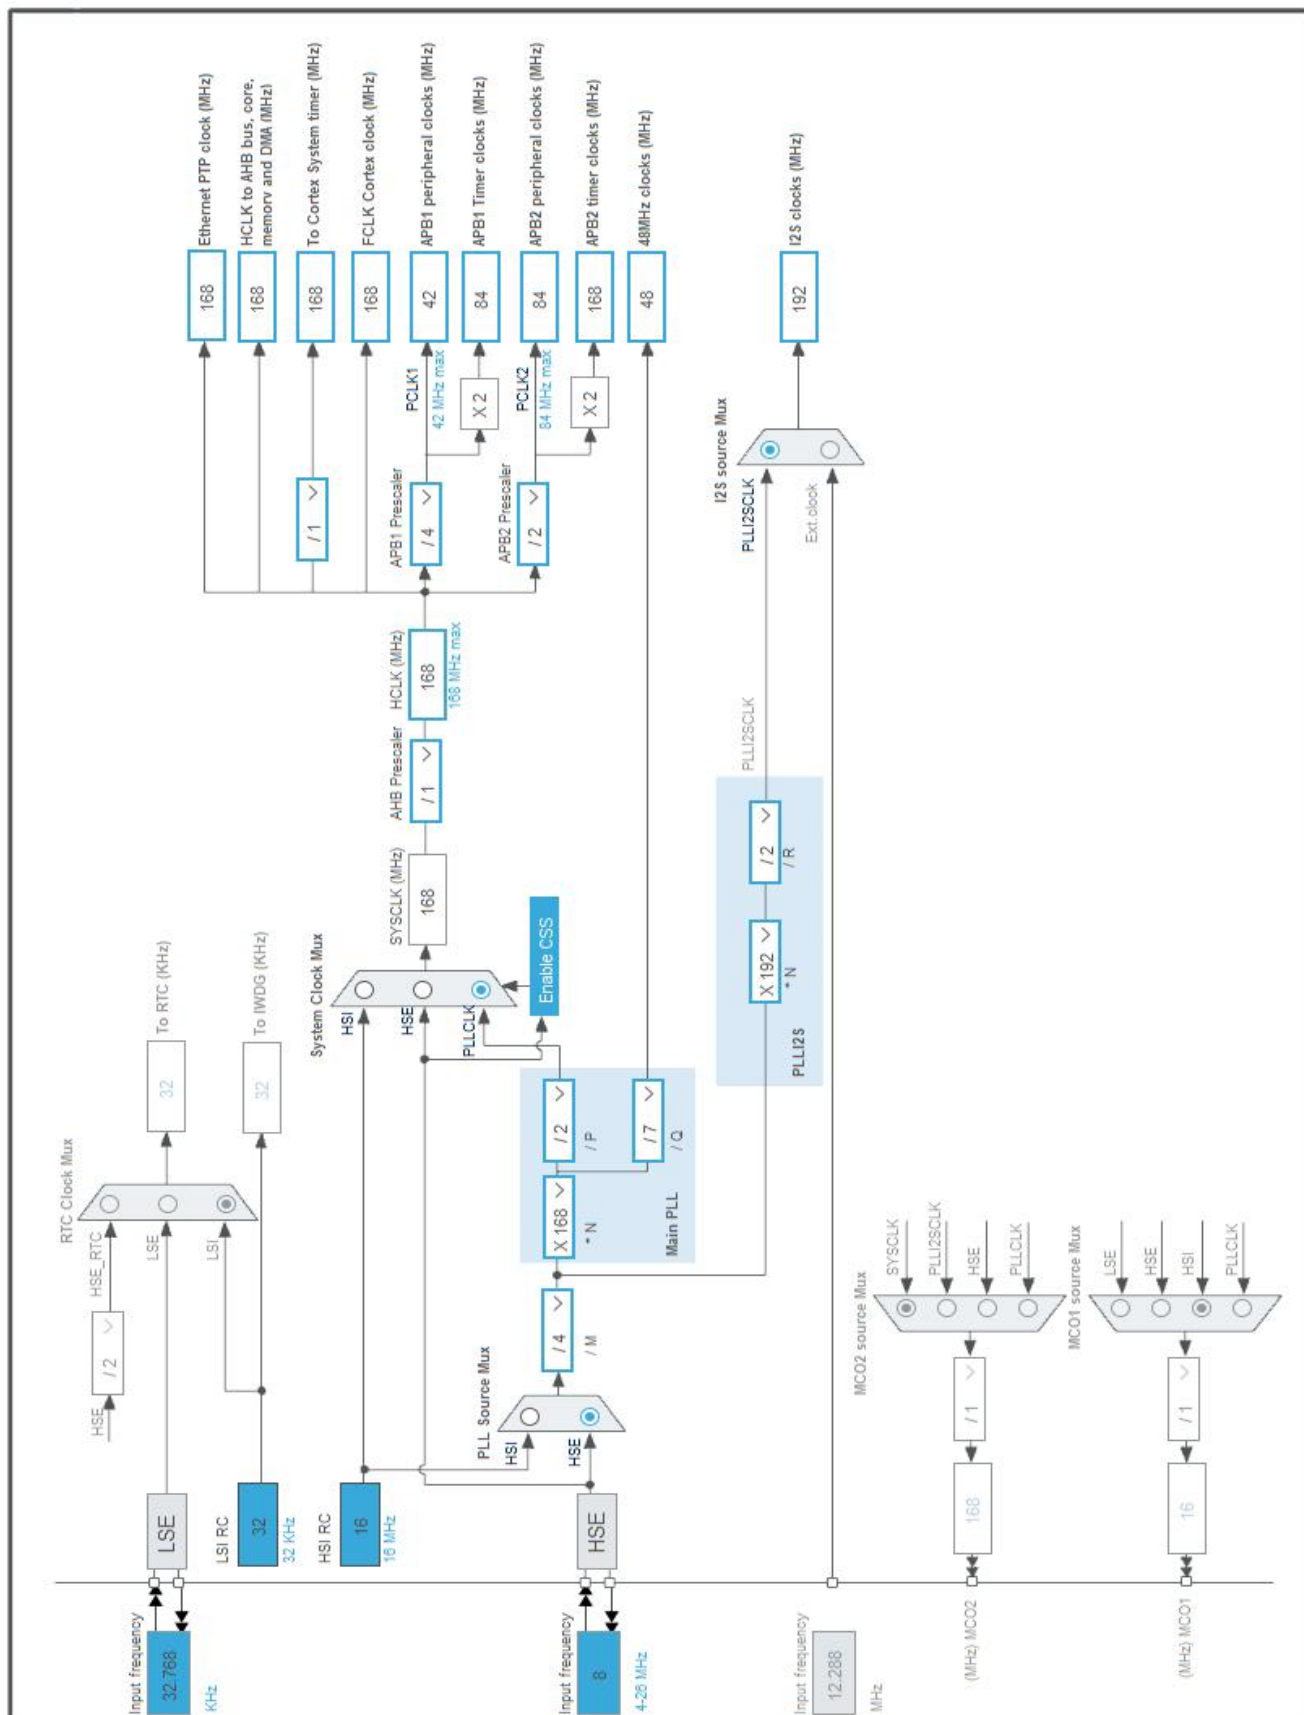 Input frequency
32.768
KHz
LSE
HSE
/ 2
HSE_RTC
LSE
LSI
RTC Clock Mux
32
To RTC (KHz)
LSI RC
32
32 KHz
32
To IWDG (KHz)
HSI RC
16
16 MHz
System Clock Mux
HSI
HSE
PLLCLK
Enable CSS
SYSCLK (MHz)
168
AHB Prescaler
/ 1
HCLK (MHz)
168
168 MHz max
168
Ethernet PTP clock (MHz)
168
HCLK to AHB bus, core,
memory and DMA (MHz)
/ 1
168
To Cortex System timer (MHz)
168
FCLK Cortex clock (MHz)
APB1 Prescaler
/ 4
PCLK1
42 MHz max
42
APB1 peripheral clocks (MHz)
X 2
84
APB1 Timer clocks (MHz)
APB2 Prescaler
/ 2
PCLK2
84 MHz max
84
APB2 peripheral clocks (MHz)
X 2
168
APB2 timer clocks (MHz)
48
48MHz clocks (MHz)
Input frequency
8
4-26 MHz
HSE
PLL Source Mux
HSI
HSE
/ 4
/ M
X 168
* N
/ 2
/ P
/ 7
/ Q
Main PLL
X 192
* N
/ 2
/ R
PLLI2S
PLLI2SCLK
I2S source Mux
PLLI2SCLK
Ext.clock
192
I2S clocks (MHz)
Input frequency
12.288
MHz
MCO2 source Mux
SYSCLK
PLLI2SCLK
HSE
PLLCLK
/ 1
168
(MHz) MCO2
MCO1 source Mux
LSE
HSE
HSI
PLLCLK
/ 1
16
(MHz) MCO1